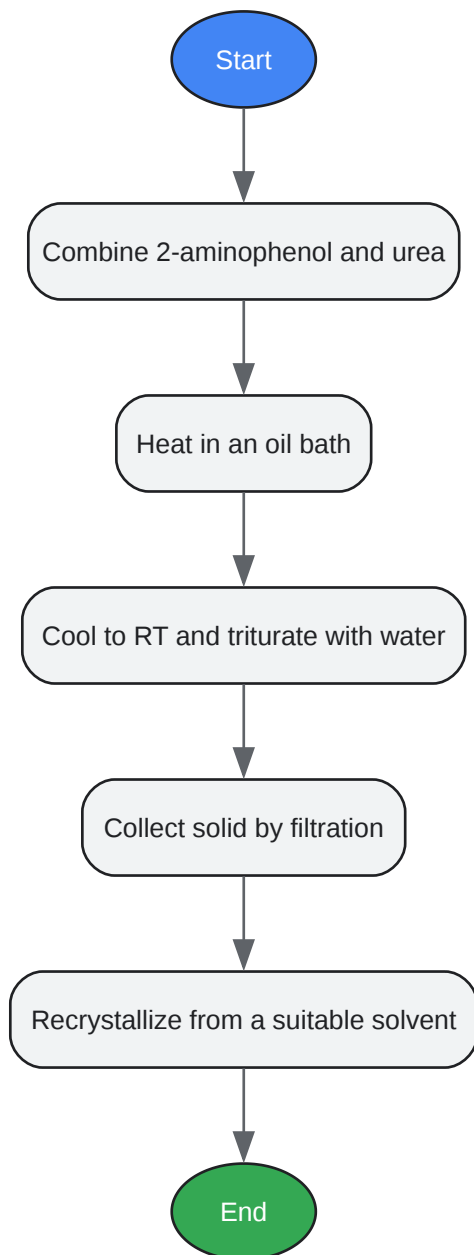 Start
Combine 2-aminophenol and urea
Heat in an oil bath
Cool to RT and triturate with water
Collect solid by filtration
Recrystallize from a suitable solvent
End